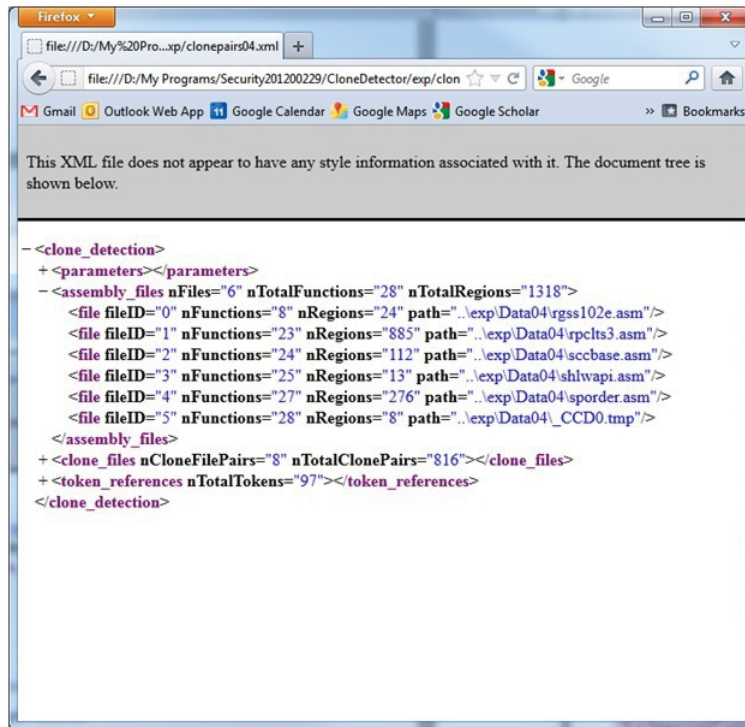 Firefox
file:///D:/My%20Pro...xp/clonepairs04.xml
file:///D:/My Programs/Security201200229/CloneDetector/exp/clon
Google
Gmail Outlook Web App 11 Google Calendar Google Maps Google Scholar » Bookmarks
This XML file does not appear to have any style information associated with it. The document tree is
shown below.
− <clone_detection>
+ <parameters></parameters>
− <assembly_files nFiles="6" nTotalFunctions="28" nTotalRegions="1318">
<file fileID="0" nFunctions="8" nRegions="24" path="..\exp\Data04\rgss102e.asm"/>
<file fileID="1" nFunctions="23" nRegions="885" path="..\exp\Data04\rpclts3.asm"/>
<file fileID="2" nFunctions="24" nRegions="112" path="..\exp\Data04\sccbase.asm"/>
<file fileID="3" nFunctions="25" nRegions="13" path="..\exp\Data04\shlwapi.asm"/>
<file fileID="4" nFunctions="27" nRegions="276" path="..\exp\Data04\sporder.asm"/>
<file fileID="5" nFunctions="28" nRegions="8" path="..\exp\Data04\_CCD0.tmp"/>
</assembly_files>
+ <clone_files nCloneFilePairs="8" nTotalClonePairs="816"></clone_files>
+ <token_references nTotalTokens="97"></token_references>
</clone_detection>